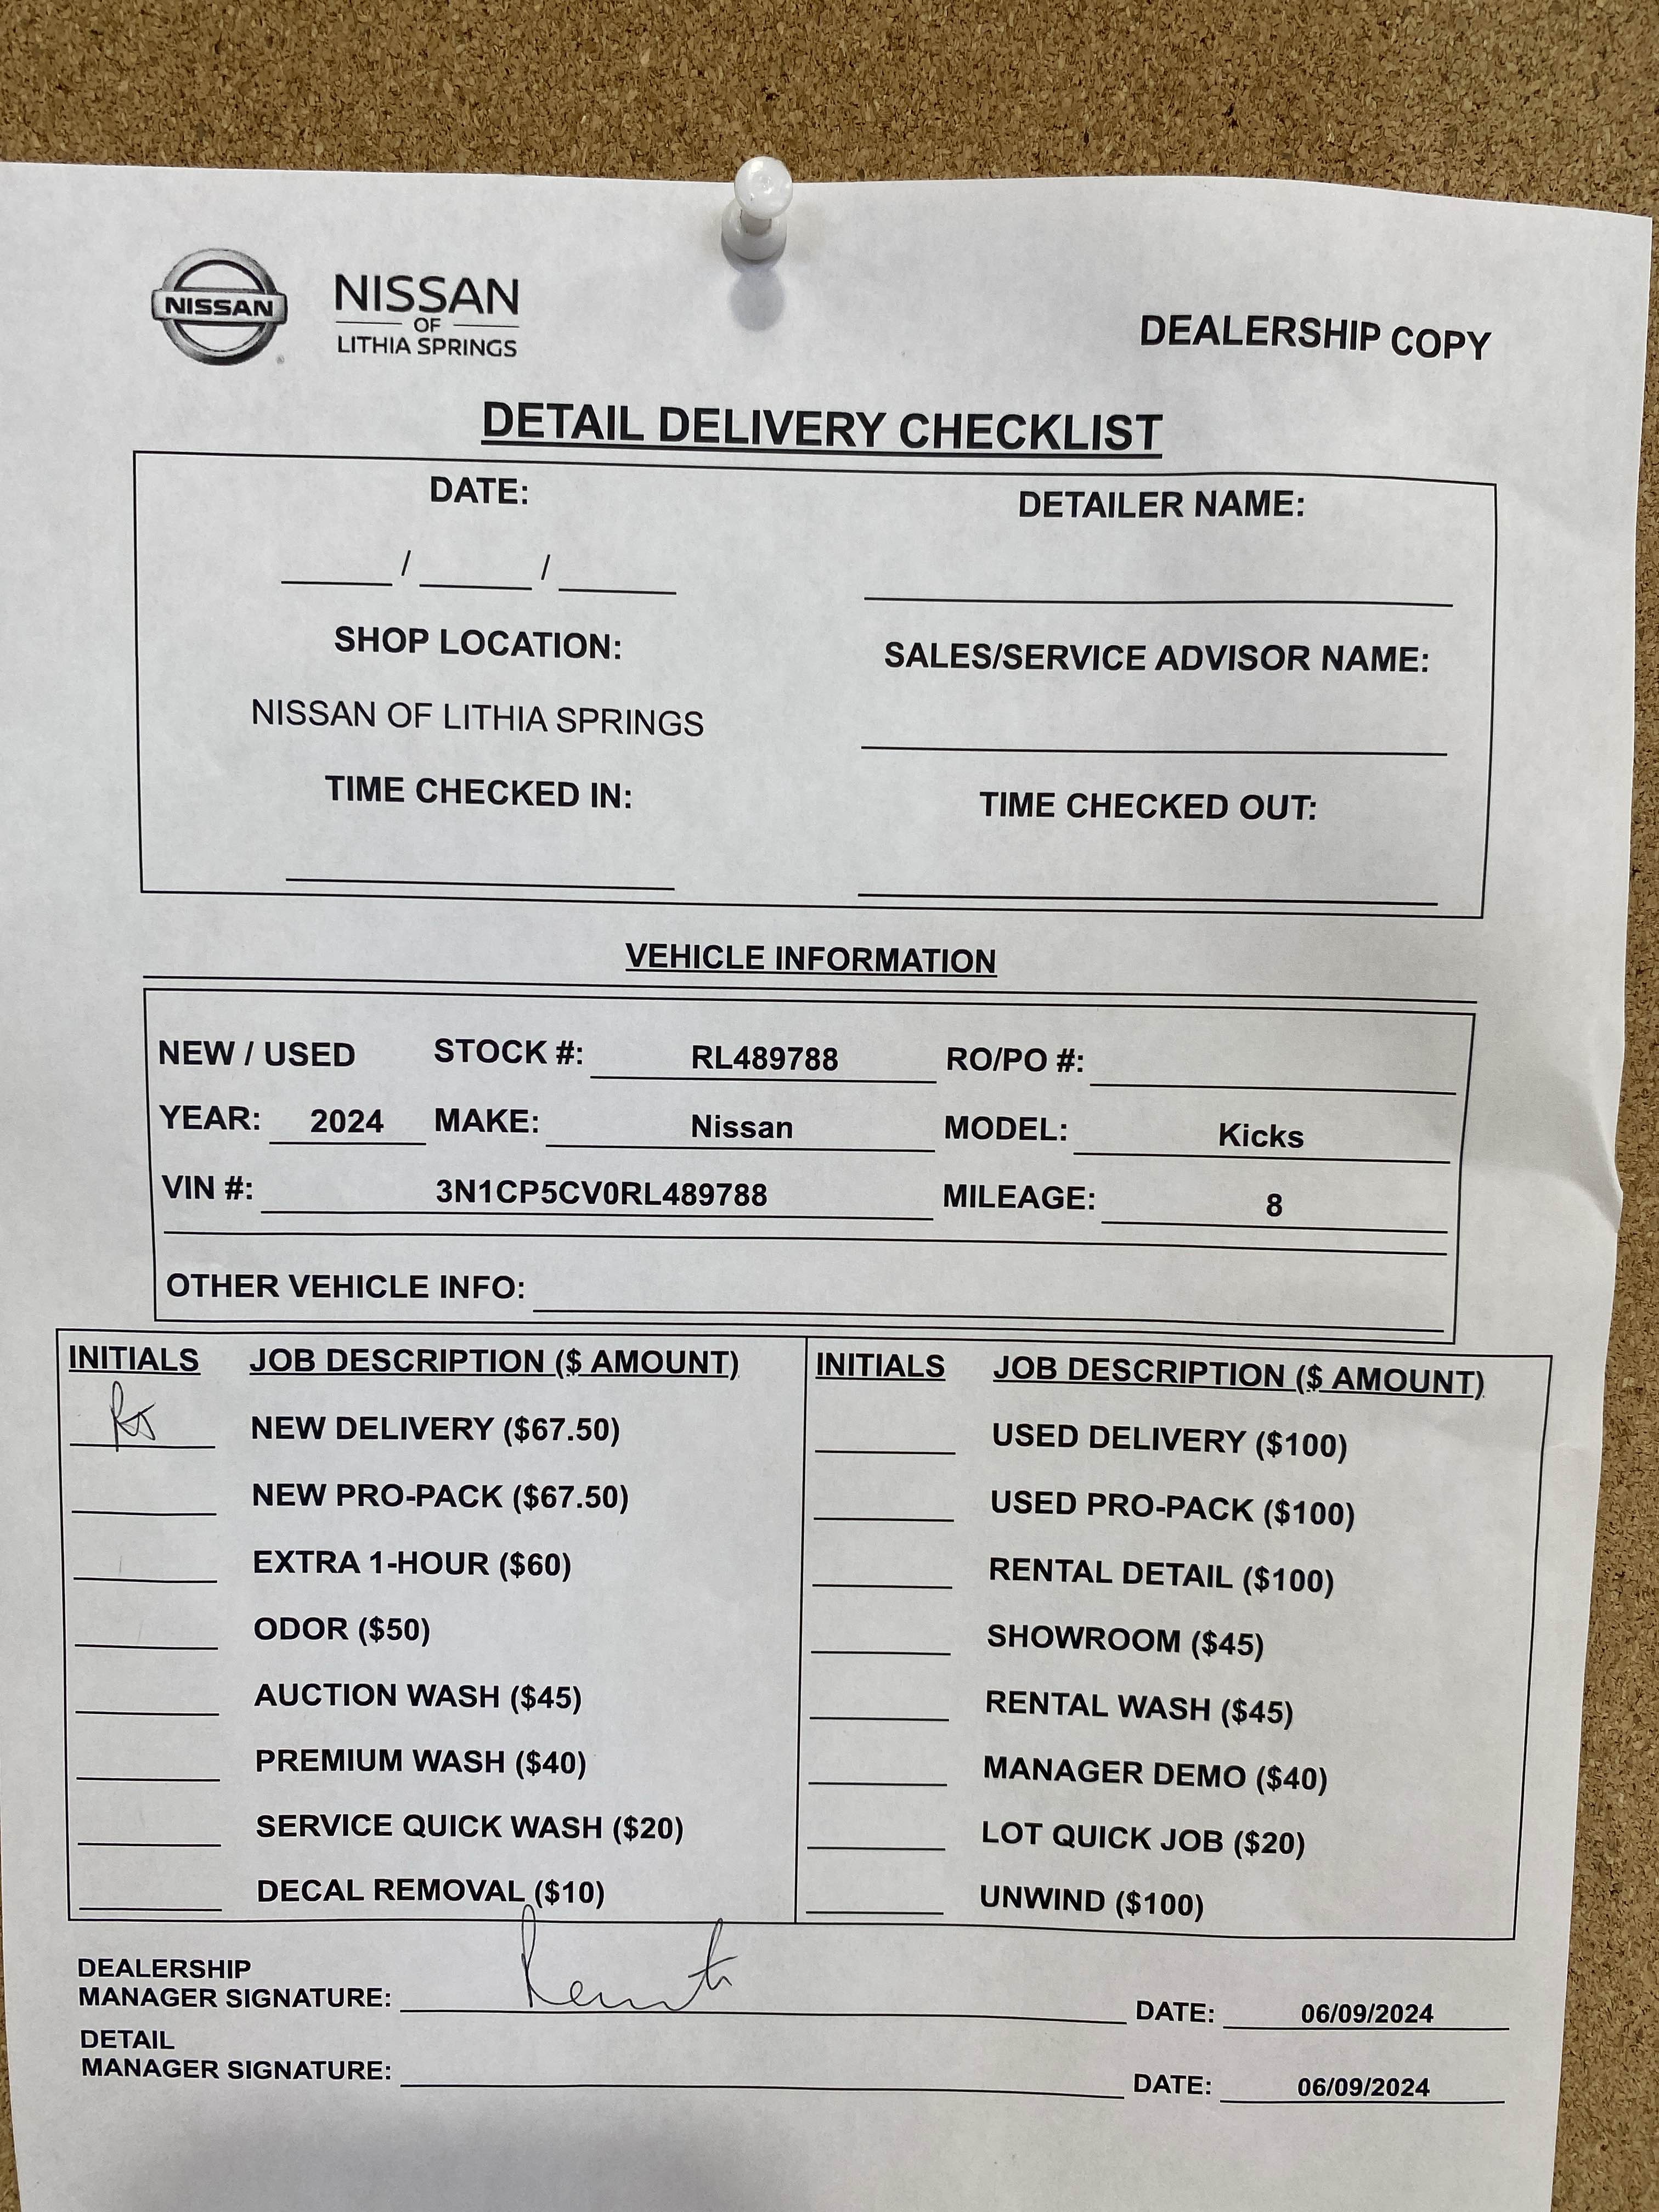 NISSAN
NISSAN
OF
LITHIA SPRINGS
DEALERSHIP COPY
DETAIL DELIVERY CHECKLIST
DATE:
DETAILER NAME:
____ / ____ / ____
SHOP LOCATION:
SALES/SERVICE ADVISOR NAME:
NISSAN OF LITHIA SPRINGS
TIME CHECKED IN:
TIME CHECKED OUT:
VEHICLE INFORMATION
NEW / USED STOCK #: RL489788 RO/PO #:
YEAR: 2024 MAKE: Nissan MODEL: Kicks
VIN #: 3N1CP5CV0RL489788 MILEAGE: 8
OTHER VEHICLE INFO:
INITIALS JOB DESCRIPTION ($ AMOUNT) INITIALS JOB DESCRIPTION ($ AMOUNT)
NEW DELIVERY ($67.50) USED DELIVERY ($100)
NEW PRO-PACK ($67.50) USED PRO-PACK ($100)
EXTRA 1-HOUR ($60) RENTAL DETAIL ($100)
ODOR ($50) SHOWROOM ($45)
AUCTION WASH ($45) RENTAL WASH ($45)
PREMIUM WASH ($40) MANAGER DEMO ($40)
SERVICE QUICK WASH ($20) LOT QUICK JOB ($20)
DECAL REMOVAL ($10) UNWIND ($100)
DEALERSHIP
MANAGER SIGNATURE: DATE: 06/09/2024
DETAIL
MANAGER SIGNATURE: DATE: 06/09/2024